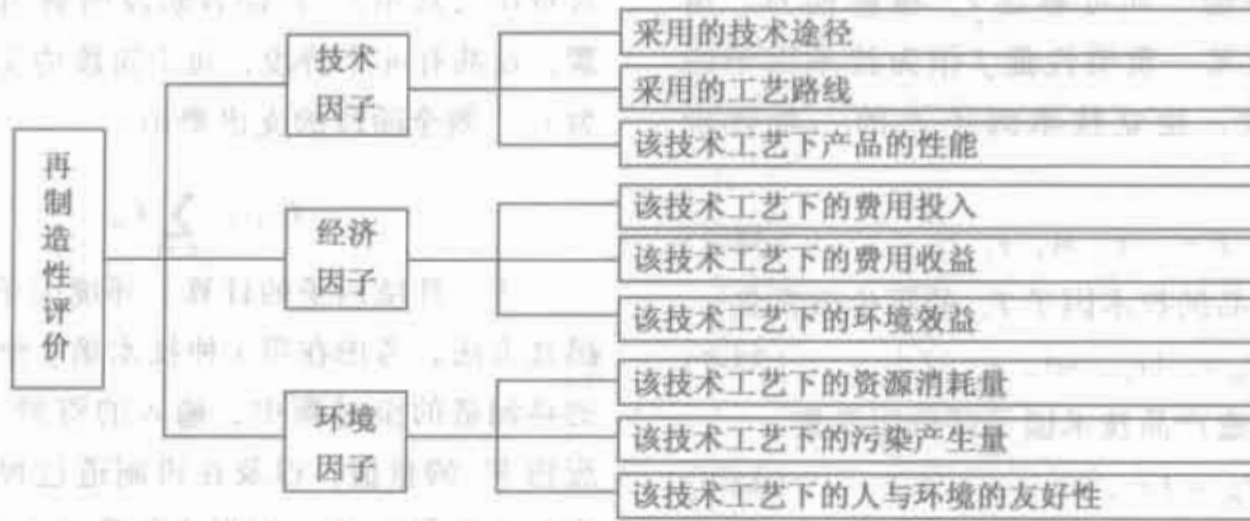 再制造性评价
技术
因子
采用的技术途径
采用的工艺路线
该技术工艺下产品的性能
经济
因子
该技术工艺下的费用投入
该技术工艺下的费用收益
该技术工艺下的环境效益
环境
因子
该技术工艺下的资源消耗量
该技术工艺下的污染产生量
该技术工艺下的人与环境的友好性